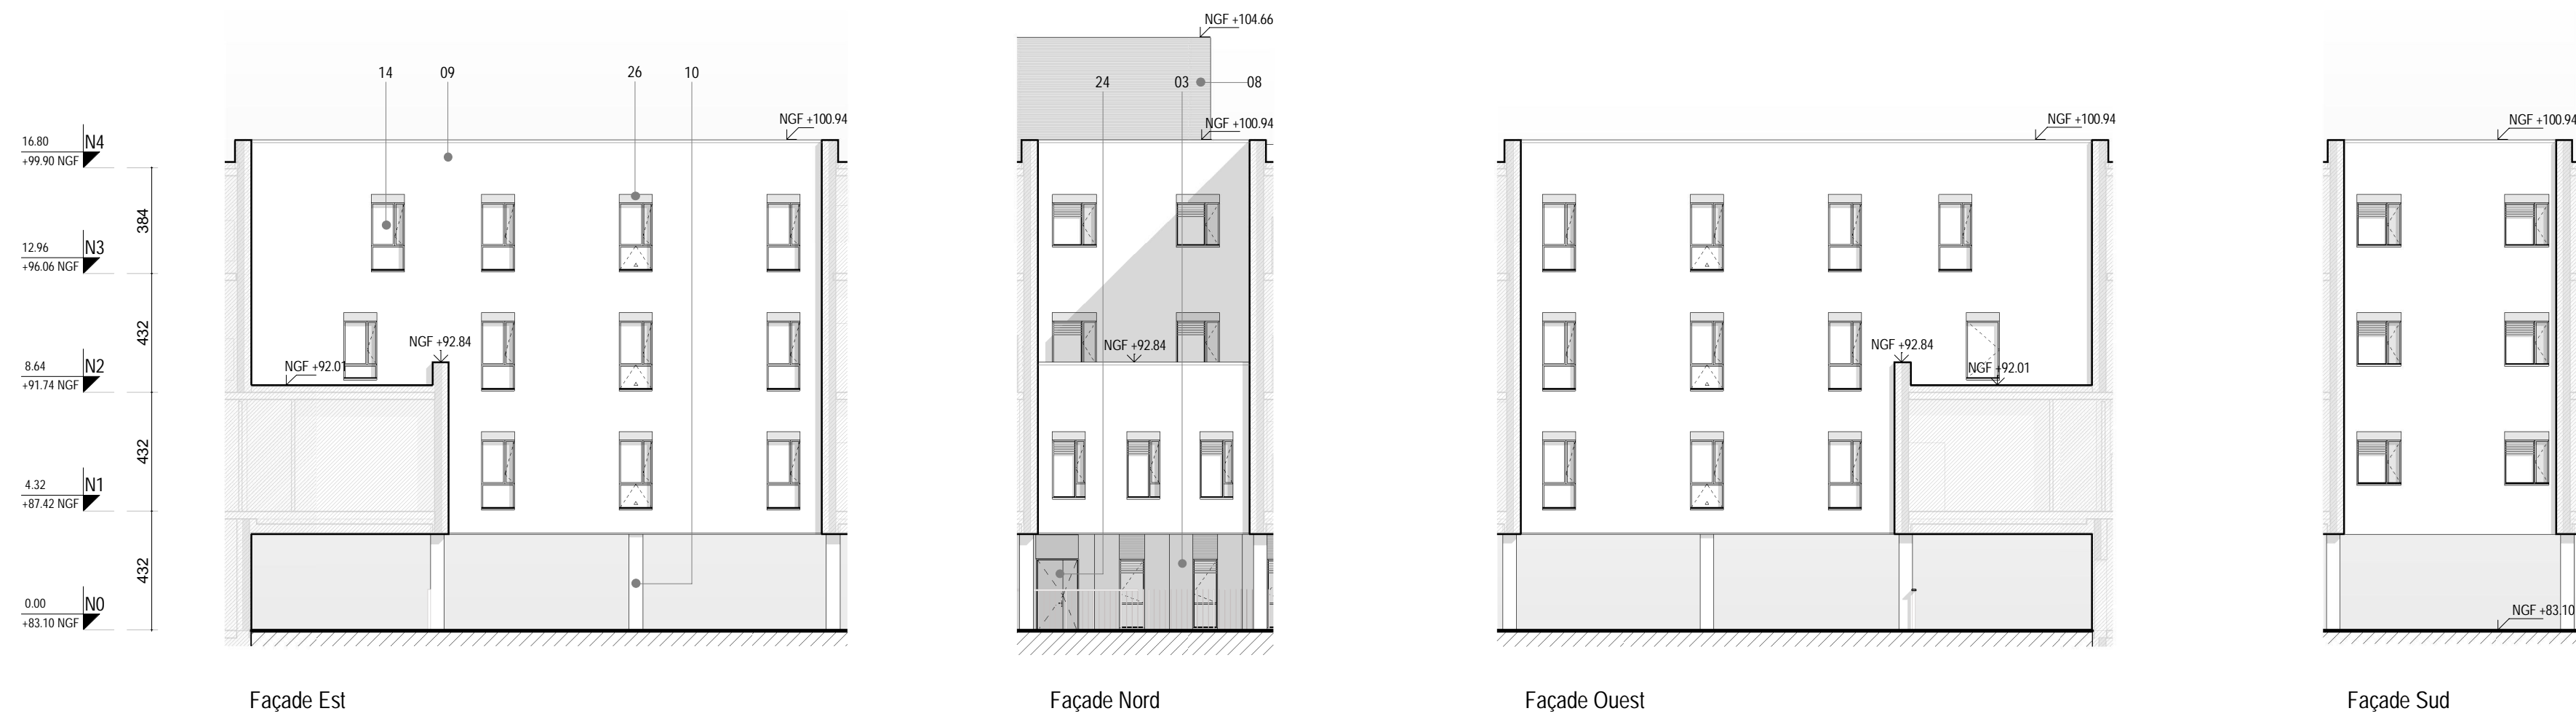 16.80 N4
+99.90 NGF
384
12.96 N3
+96.06 NGF
432
8.64 N2
+91.74 NGF
432
4.32 N1
+87.42 NGF
432
0.00 N0
+83.10 NGF
14 09 26 10
NGF +100.94
NGF +92.84
NGF +92.01
Façade Est
NGF +104.66
24 03 08
NGF +100.94
NGF +92.84
Façade Nord
NGF +100.94
NGF +92.84
NGF +92.01
Façade Ouest
NGF +100.94
NGF +83.10
Façade Sud